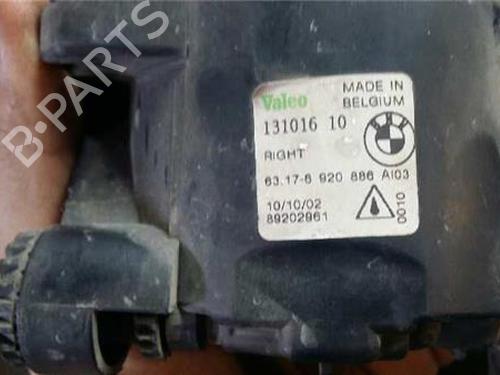 Valeo
MADE IN
BELGIUM
131016 10
RIGHT
63.17-6 920 886 AI03
10/10/02
89202961
0010
B-PARTS